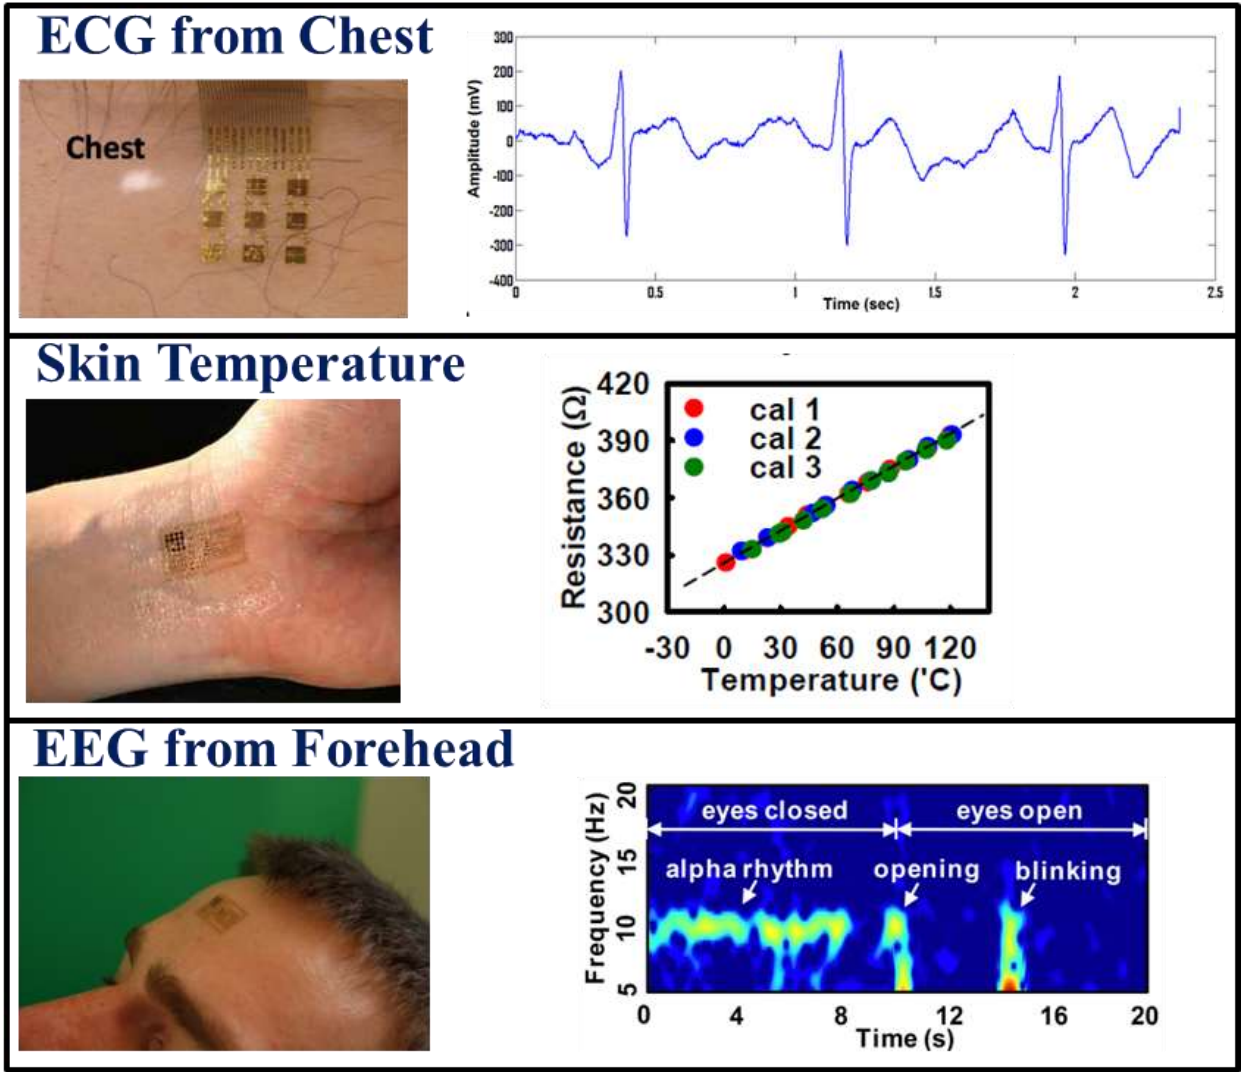 ECG from Chest
Chest
Amplitude (mV)
300
200
100
0
-100
-200
-300
-400
0 0.5 1 1.5 2 2.5
Time (sec)
Skin Temperature
Resistance (Ω)
420
390
360
330
300
cal 1
cal 2
cal 3
-30 0 30 60 90 120
Temperature ('C)
EEG from Forehead
Frequency (Hz)
20
15
10
5
eyes closed eyes open
alpha rhythm opening blinking
0 4 8 12 16 20
Time (s)